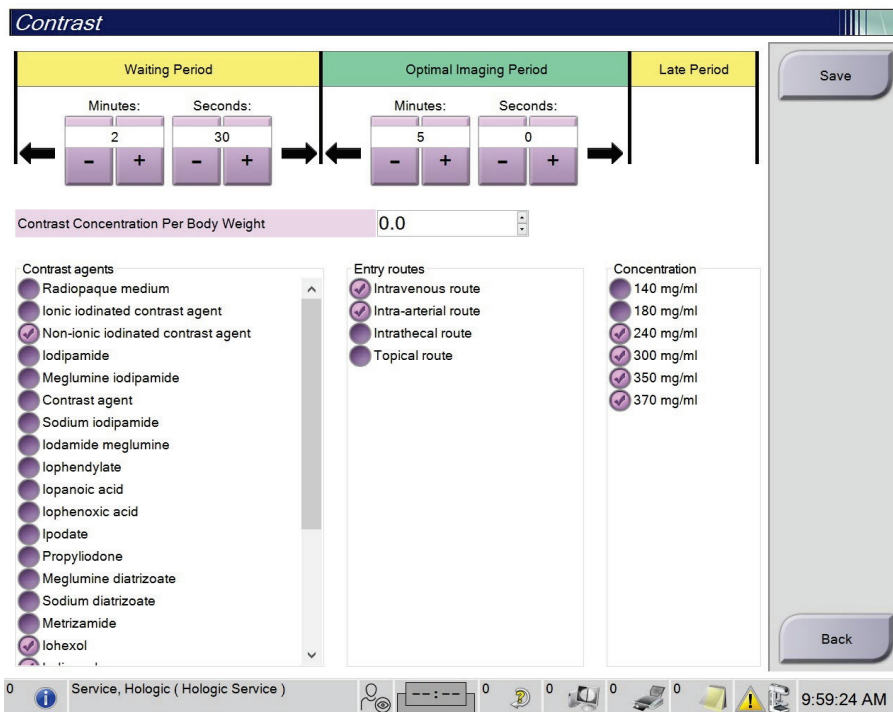 Contrast
Waiting Period
Optimal Imaging Period
Late Period
Save
Minutes:
Seconds:
Minutes:
Seconds:
2
30
5
0
- + - + - + - +
Contrast Concentration Per Body Weight
0.0
Contrast agents
Radiopaque medium
Ionic iodinated contrast agent
Non-ionic iodinated contrast agent
Iodipamide
Meglumine iodipamide
Contrast agent
Sodium iodipamide
Iodamide meglumine
Iophendylate
Iopanoic acid
Iophenoxic acid
Ipodate
Propyliodone
Meglumine diatrizoate
Sodium diatrizoate
Metrizamide
Iohexol
Entry routes
Intravenous route
Intra-arterial route
Intrathecal route
Topical route
Concentration
140 mg/ml
180 mg/ml
240 mg/ml
300 mg/ml
350 mg/ml
370 mg/ml
Back
0
Service, Hologic ( Hologic Service )
--:--
0
0
0
0
9:59:24 AM